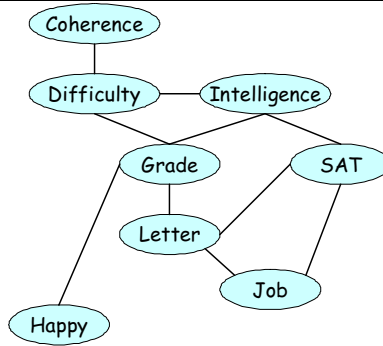 Coherence
Difficulty
Intelligence
Grade
SAT
Letter
Job
Happy